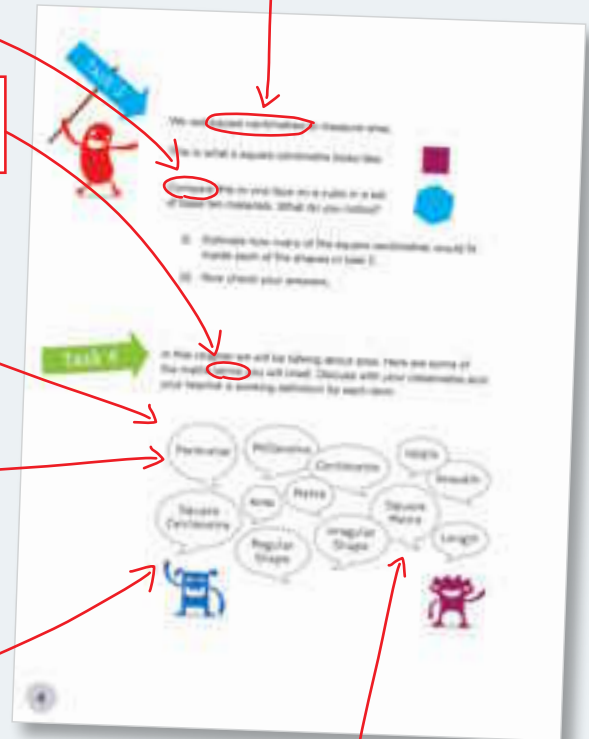 Task 3
We use square centimetres to measure area.
This is what a square centimetre looks like:
Compare this to one face on a cube in a set
of base ten materials. What do you notice?
Estimate how many of the square centimetres would fit
inside each of the shapes in task 2.
Now check your answers.
Task 4
In this chapter we will be talking about area. Here are some of
the maths terms you will meet. Discuss with your classmates and
your teacher a working definition for each term.
Perimeter
Millimetre
Centimetre
Width
Breadth
Square
Centimetre
Area
Metre
Square
Metre
Regular
Shape
Irregular
Shape
Length